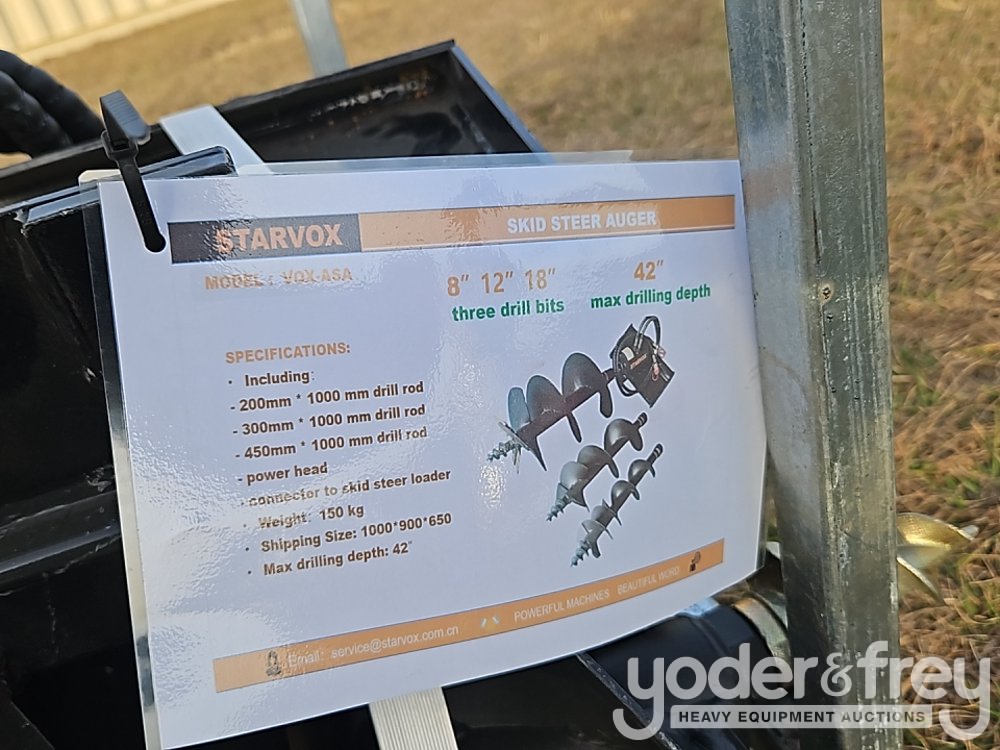 STARVOX
SKID STEER AUGER
MODEL: VOX-ASA
8" 12" 18"
three drill bits
42"
max drilling depth
SPECIFICATIONS:
· Including:
- 200mm * 1000 mm drill rod
- 300mm * 1000 mm drill rod
- 450mm * 1000 mm drill rod
- power head
- connector to skid steer loader
· Weight: 150 kg
· Shipping Size: 1000*900*650
· Max drilling depth: 42"
Email: service@starvox.com.cn
POWERFUL MACHINES BEAUTIFUL WORD
yoder&frey
HEAVY EQUIPMENT AUCTIONS